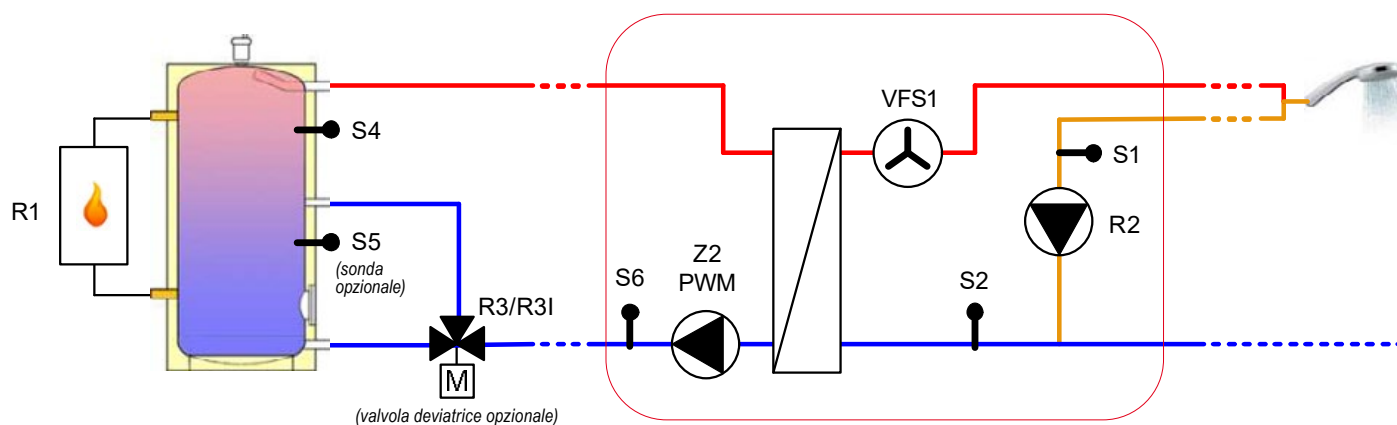 R1
S4
S5
(sonda
opzionale)
R3/R3I
M
(valvola deviatrice opzionale)
S6
Z2
PWM
VFS1
S2
S1
R2